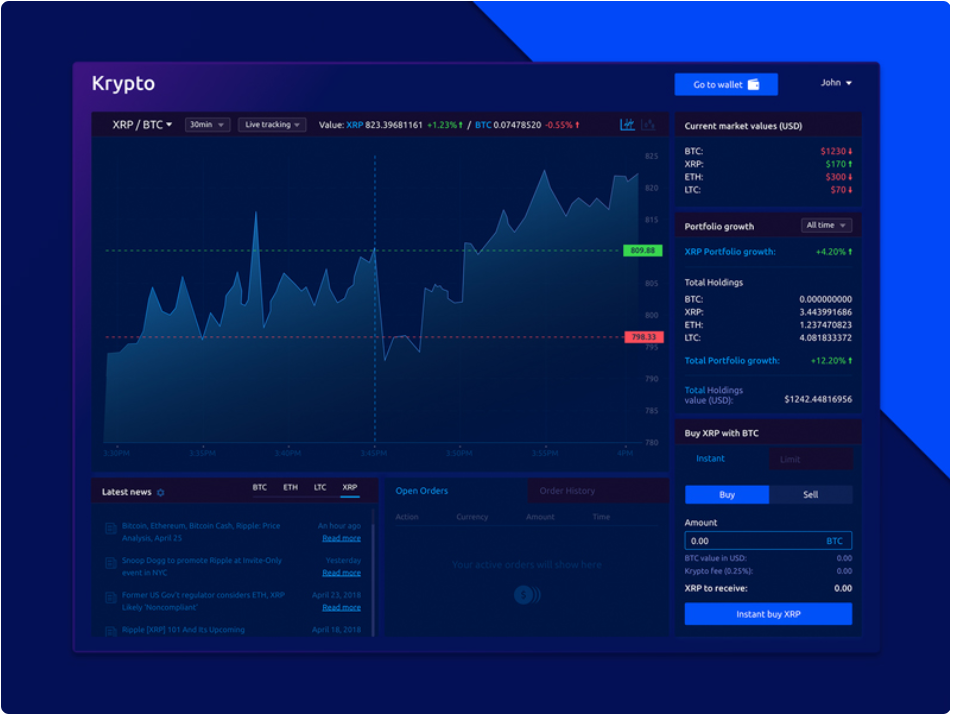 Krypto
Go to wallet
John
XRP / BTC
30min
Live tracking
Value: XRP 823.39681161 +1.23% / BTC 0.07478520 -0.55%
825
820
815
809.88
805
800
798.33
795
790
785
780
3:30PM
3:35PM
3:40PM
3:45PM
3:50PM
3:55PM
4PM
Current market values (USD)
BTC: $1230
XRP: $170
ETH: $300
LTC: $70
Portfolio growth
All time
XRP Portfolio growth: +4.20%
Total Holdings
BTC: 0.000000000
XRP: 3.443991686
ETH: 1.237470823
LTC: 4.081833372
Total Portfolio growth: +12.20%
Total Holdings
value (USD): $1242.44816956
Latest news
BTC ETH LTC XRP
Bitcoin, Ethereum, Bitcoin Cash, Ripple: Price An hour ago
Analysis, April 25 Read more
Snoop Dogg to promote Ripple at Invite-Only Yesterday
event in NYC Read more
Former US Gov't regulator considers ETH, XRP April 23, 2018
Likely 'Noncompliant' Read more
Ripple [XRP] 101 And Its Upcoming April 18, 2018
Open Orders
Order History
Action Currency Amount Time
Your active orders will show here
Buy XRP with BTC
Instant Limit
Buy Sell
Amount
0.00 BTC
BTC value in USD: 0.00
Krypto fee (0.25%): 0.00
XRP to receive: 0.00
Instant buy XRP